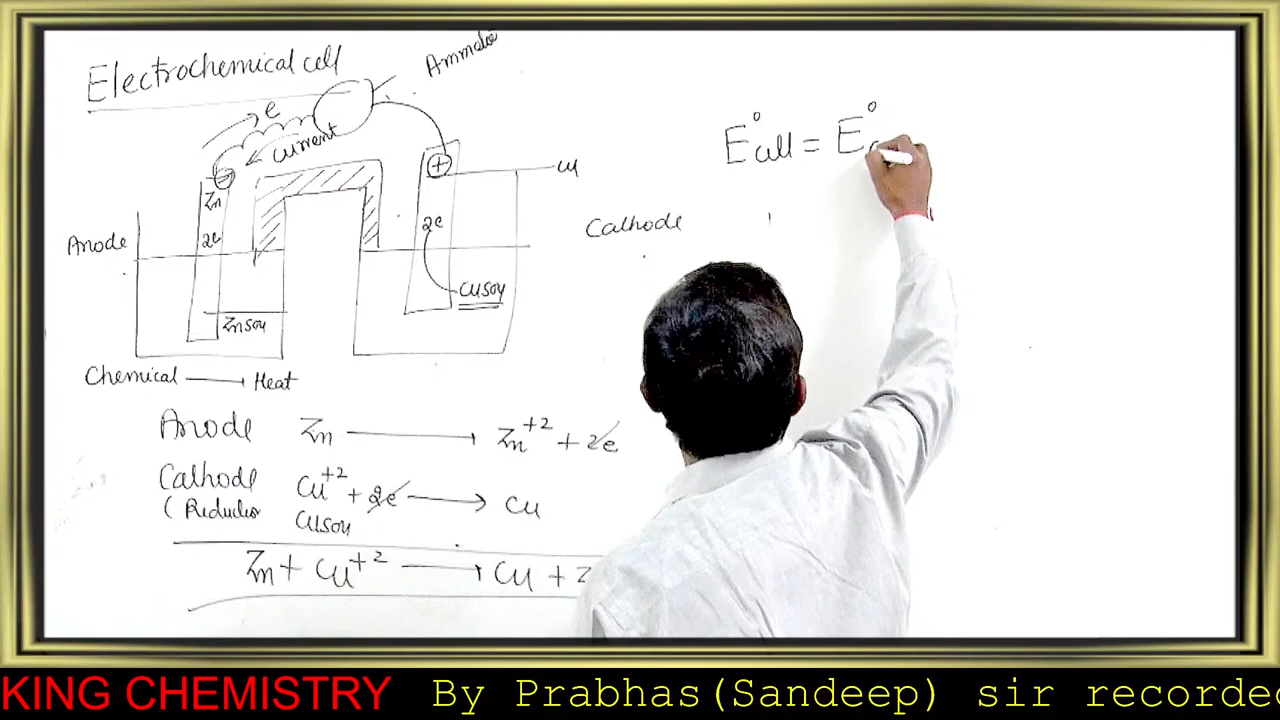 Electrochemical cell
Ammeter
e
current
Zn
2e
Anode
ZnSO4
+
2e
Cu
CuSO4
Cathode
E° Cell = E°
Chemical → Heat
Anode Zn → Zn+2 + 2e
Cathode Cu+2 + 2e → Cu
(Reduction CuSO4
Zn + Cu+2 → Cu +
KING CHEMISTRY By Prabhas(Sandeep) sir recorded